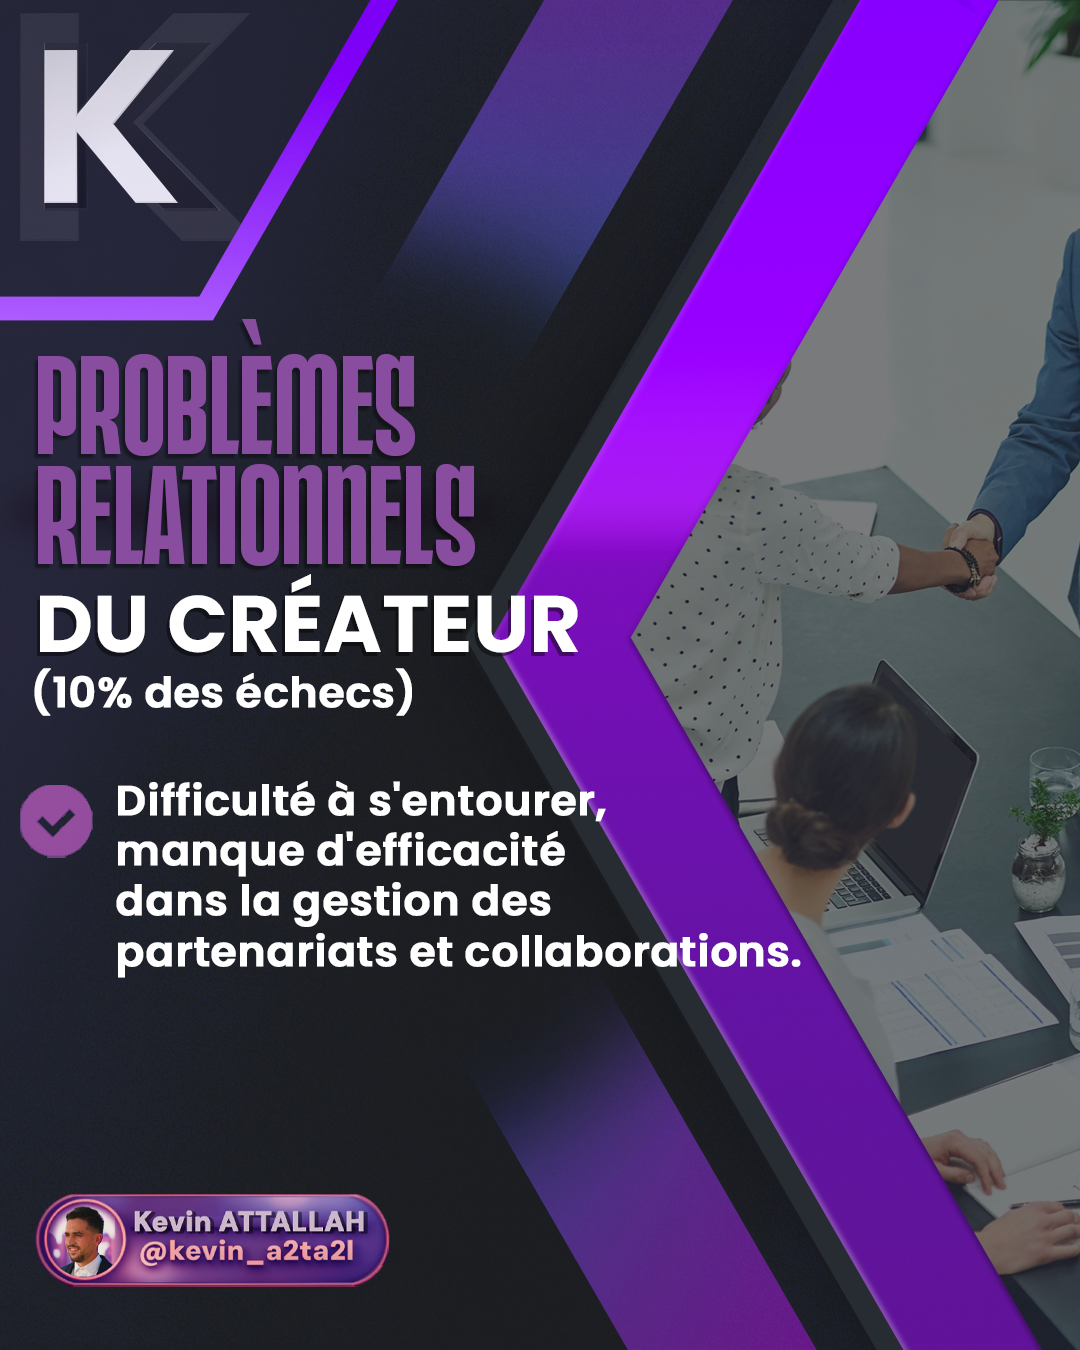 K
PROBLÈMES
RELATIONNELS
DU CRÉATEUR
(10% des échecs)
Difficulté à s'entourer,
manque d'efficacité
dans la gestion des
partenariats et collaborations.
Kevin ATTALLAH
@kevin_a2ta2l